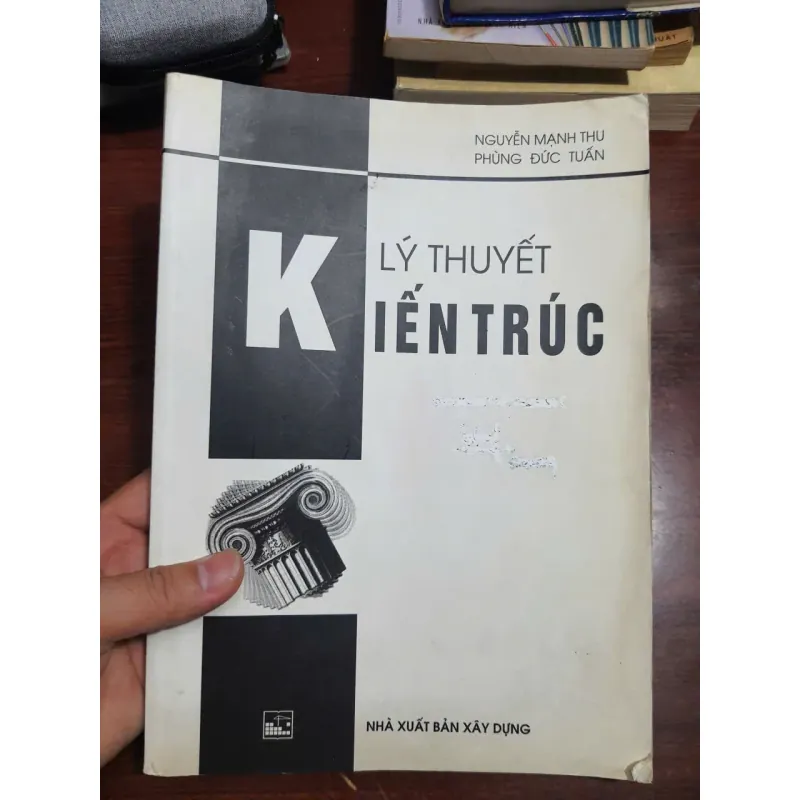 NGUYỄN MẠNH THU
PHÙNG ĐỨC TUẤN
LÝ THUYẾT
KIẾN TRÚC
NHÀ XUẤT BẢN XÂY DỰNG